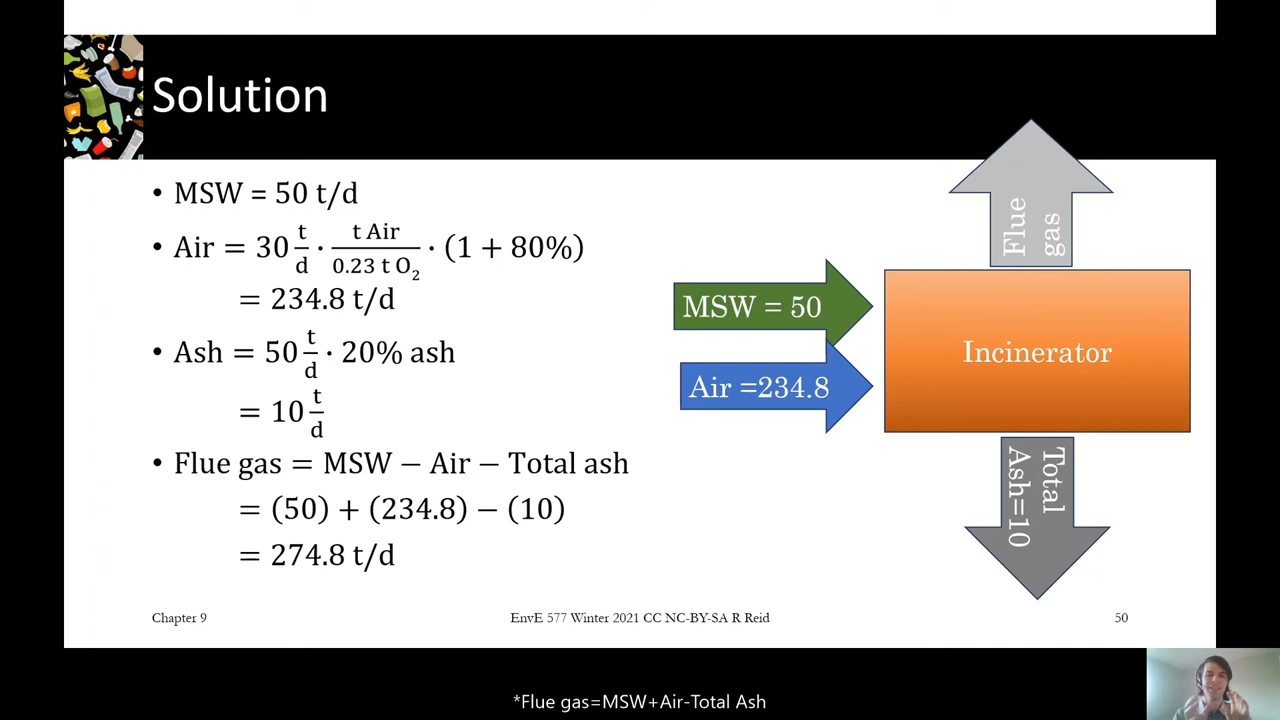 Solution
• MSW = 50 t/d
• Air = 30 t/d · t Air/0.23 t O₂ · (1 + 80%)
= 234.8 t/d
• Ash = 50 t/d · 20% ash
= 10 t/d
• Flue gas = MSW − Air − Total ash
= (50) + (234.8) − (10)
= 274.8 t/d
Flue
gas
MSW = 50
Air =234.8
Incinerator
Total
Ash=10
Chapter 9
EnvE 577 Winter 2021 CC NC-BY-SA R Reid
50
*Flue gas=MSW+Air-Total Ash